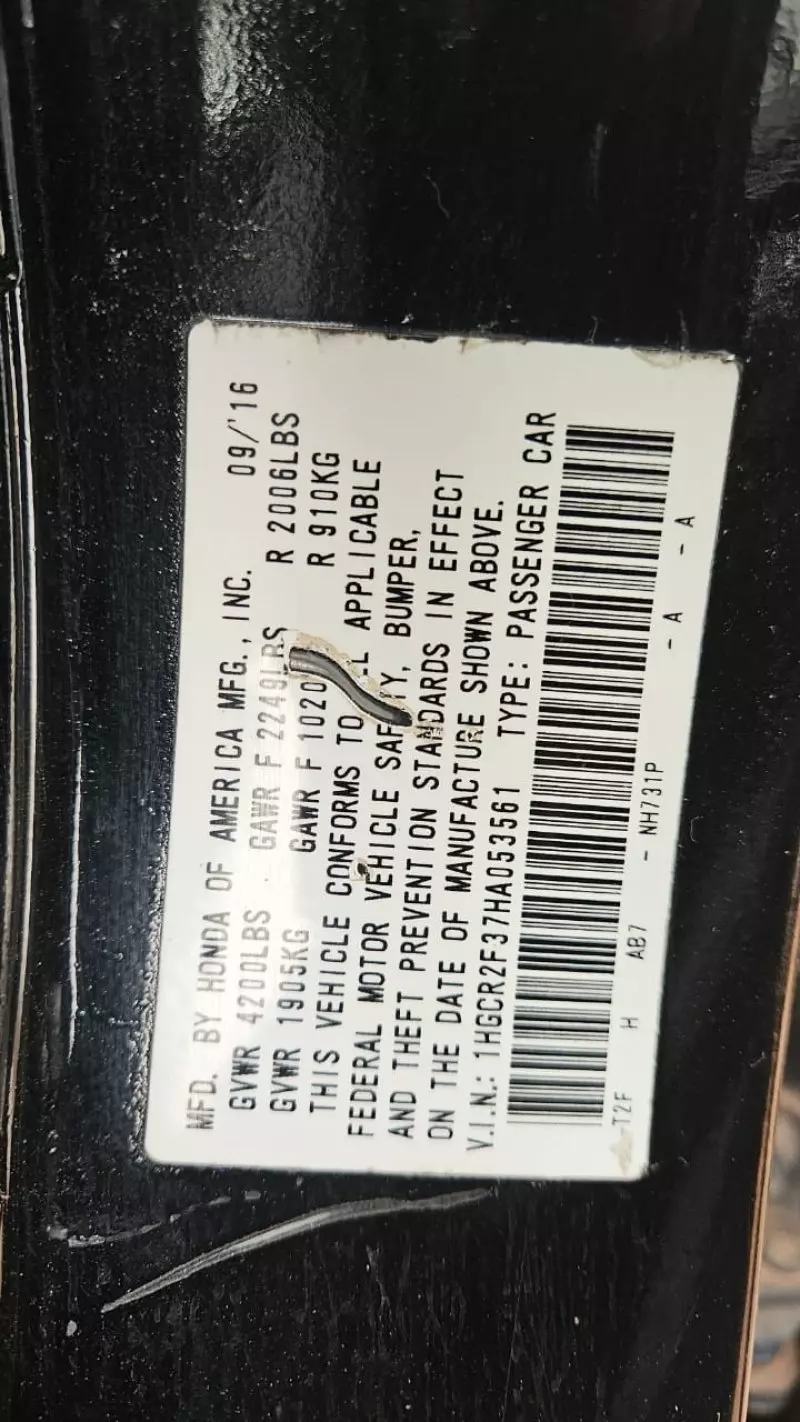 MFD. BY HONDA OF AMERICA MFG., INC. 09/'16
GVWR 4200LBS GAWR F 2249LBS R 2006LBS
GVWR 1905KG GAWR F 1020 R 910KG
THIS VEHICLE CONFORMS TO APPLICABLE
FEDERAL MOTOR VEHICLE SAFETY, BUMPER,
AND THEFT PREVENTION STANDARDS IN EFFECT
ON THE DATE OF MANUFACTURE SHOWN ABOVE.
V.I.N.: 1HGCR2F37HA053561 TYPE: PASSENGER CAR
-T2F H AB7 - NH731P - A - A